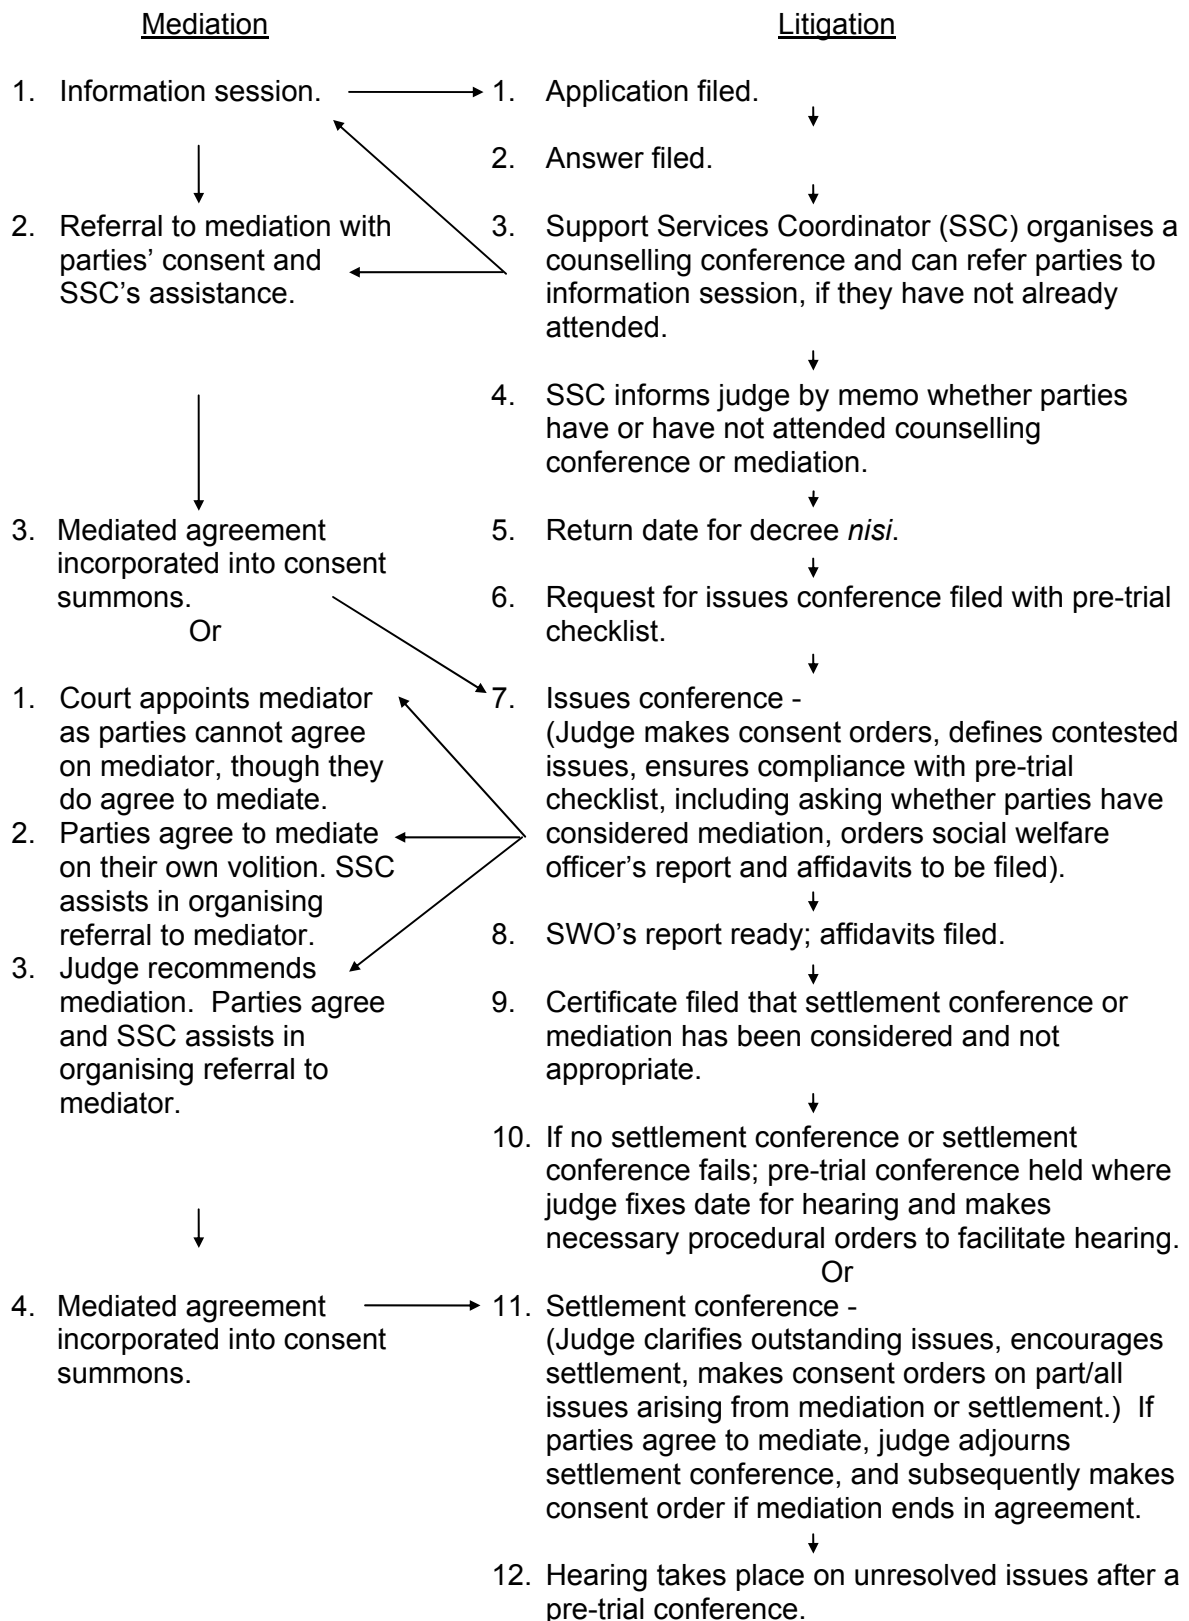 Mediation
Litigation
1. Information session.
1. Application filed.
2. Answer filed.
2. Referral to mediation with
parties’ consent and
SSC’s assistance.
3. Support Services Coordinator (SSC) organises a
counselling conference and can refer parties to
information session, if they have not already
attended.
4. SSC informs judge by memo whether parties
have or have not attended counselling
conference or mediation.
3. Mediated agreement
incorporated into consent
summons.
Or
5. Return date for decree nisi.
6. Request for issues conference filed with pre-trial
checklist.
1. Court appoints mediator
as parties cannot agree
on mediator, though they
do agree to mediate.
2. Parties agree to mediate
on their own volition. SSC
assists in organising
referral to mediator.
3. Judge recommends
mediation. Parties agree
and SSC assists in
organising referral to
mediator.
7. Issues conference -
(Judge makes consent orders, defines contested
issues, ensures compliance with pre-trial
checklist, including asking whether parties have
considered mediation, orders social welfare
officer’s report and affidavits to be filed).
8. SWO’s report ready; affidavits filed.
9. Certificate filed that settlement conference or
mediation has been considered and not
appropriate.
10. If no settlement conference or settlement
conference fails; pre-trial conference held where
judge fixes date for hearing and makes
necessary procedural orders to facilitate hearing.
Or
4. Mediated agreement
incorporated into consent
summons.
11. Settlement conference -
(Judge clarifies outstanding issues, encourages
settlement, makes consent orders on part/all
issues arising from mediation or settlement.) If
parties agree to mediate, judge adjourns
settlement conference, and subsequently makes
consent order if mediation ends in agreement.
12. Hearing takes place on unresolved issues after a
pre-trial conference.